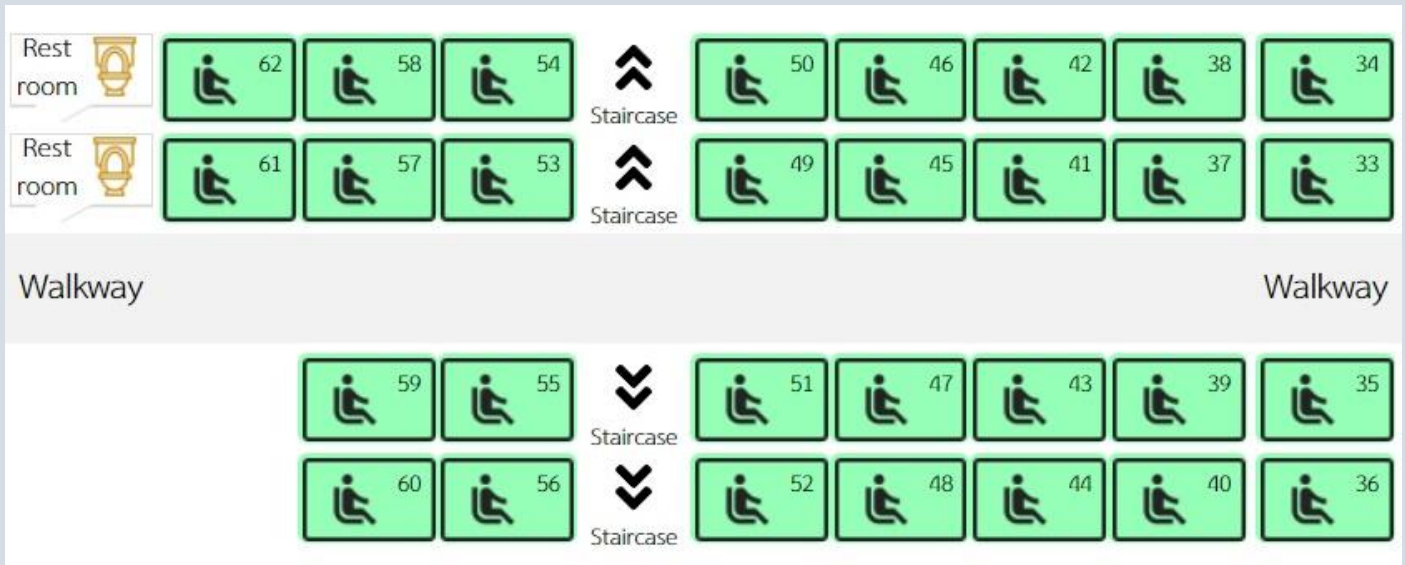 Rest room 62 58 54 Staircase 50 46 42 38 34
Rest room 61 57 53 Staircase 49 45 41 37 33
Walkway Walkway
59 55 Staircase 51 47 43 39 35
60 56 Staircase 52 48 44 40 36